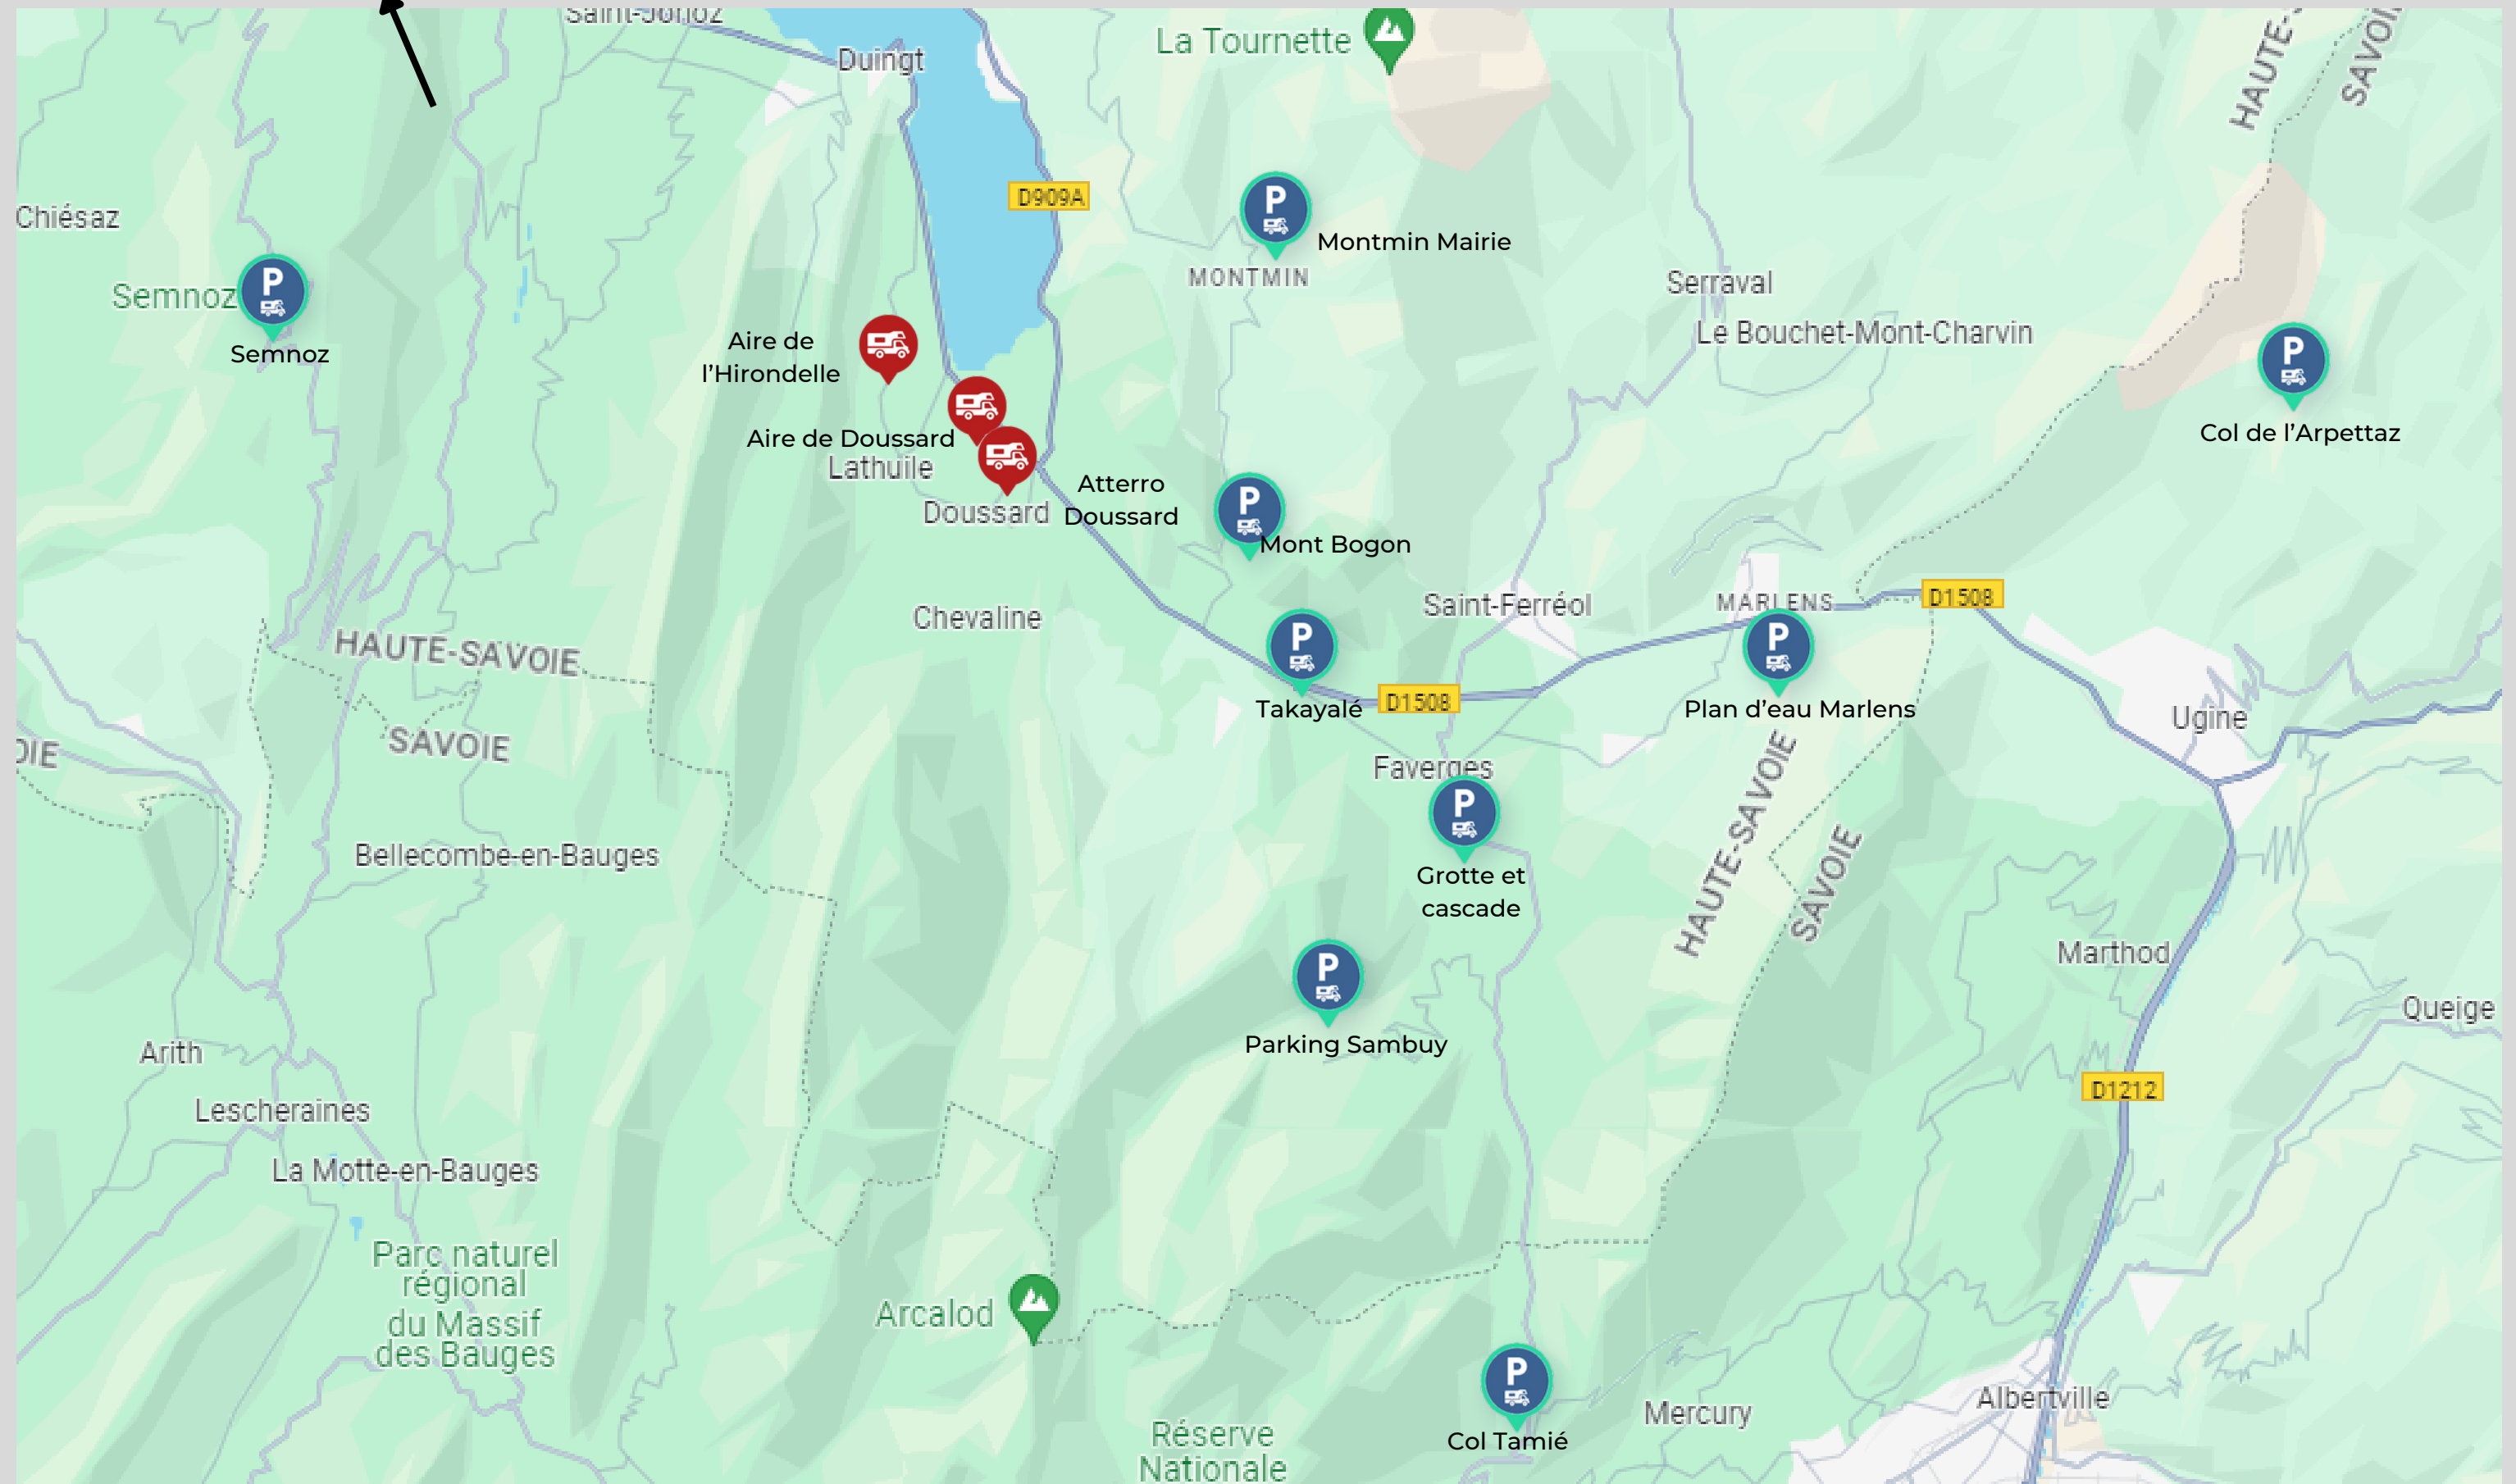 Saint-Jorioz
Duingt
La Tournette
HAUTE-S
SAVOIE
D909A
Chiésaz
P
Montmin Mairie
MONTMIN
Semnoz
P
Semnoz
Serraval
Le Bouchet-Mont-Charvin
Aire de
l’Hirondelle
P
Col de l’Arpettaz
Aire de Doussard
Lathuile
Atterro
Doussard
Doussard
P
Mont Bogon
Chevaline
Saint-Ferréol
MARLENS
D1508
HAUTE-SAVOIE
SAVOIE
P
Takayalé
D1508
P
Plan d’eau Marlens
Ugine
OIE
Faverges
P
Grotte et
cascade
HAUTE-SAVOIE
SAVOIE
Bellecombe-en-Bauges
Marthod
Queige
P
Parking Sambuy
Arith
D1212
Lescheraines
La Motte-en-Bauges
Parc naturel
régional
du Massif
des Bauges
Arcalod
P
Col Tamié
Mercury
Albertville
Réserve
Nationale